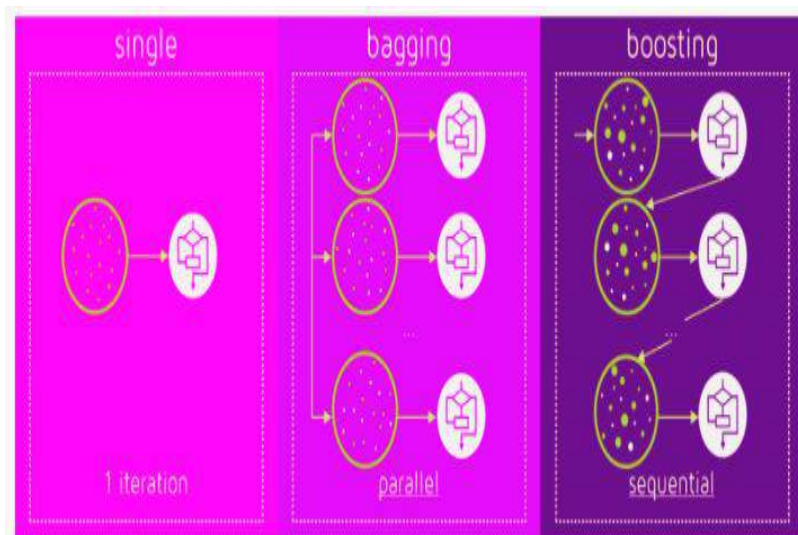 single
bagging
boosting
...
...
1 iteration
parallel
sequential